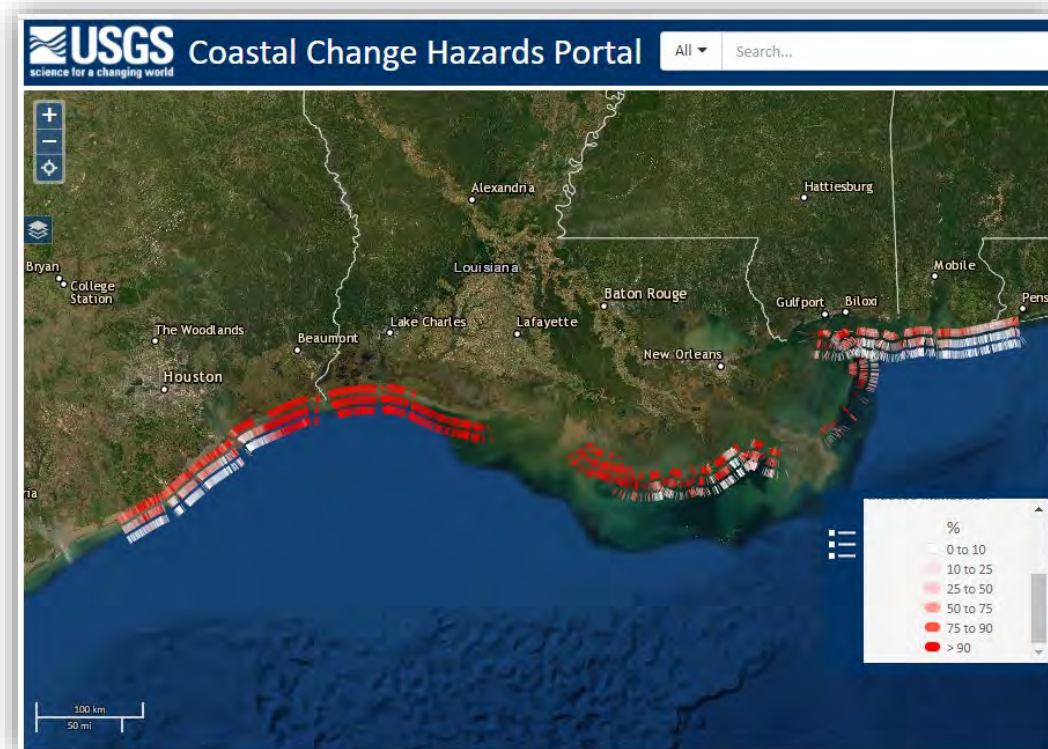 USGS
science for a changing world
Coastal Change Hazards Portal
All
Search...
+
−
Alexandria
Hattiesburg
Bryan
College
Station
Louisiana
Mobile
Baton Rouge
Gulfport
Biloxi
Pens
The Woodlands
Lake Charles
Lafayette
Beaumont
New Orleans
Houston
ria
%
0 to 10
10 to 25
25 to 50
50 to 75
75 to 90
> 90
100 km
50 mi